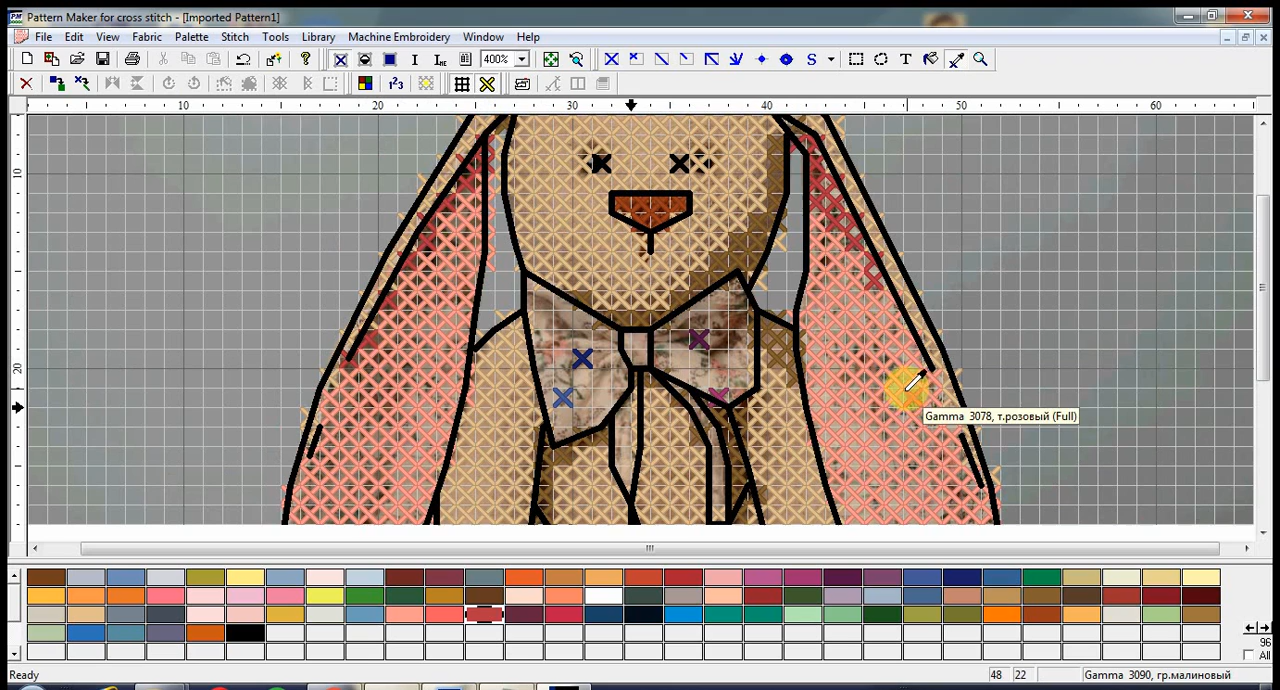 Pattern Maker for cross stitch - [Imported Pattern1]
File Edit View Fabric Palette Stitch Tools Library Machine Embroidery Window Help
400%
10 20 30 40 50 60
10
20
Gamma 3078, т.розовый (Full)
96
All
Ready
48 22 Gamma 3090, гр.малиновый